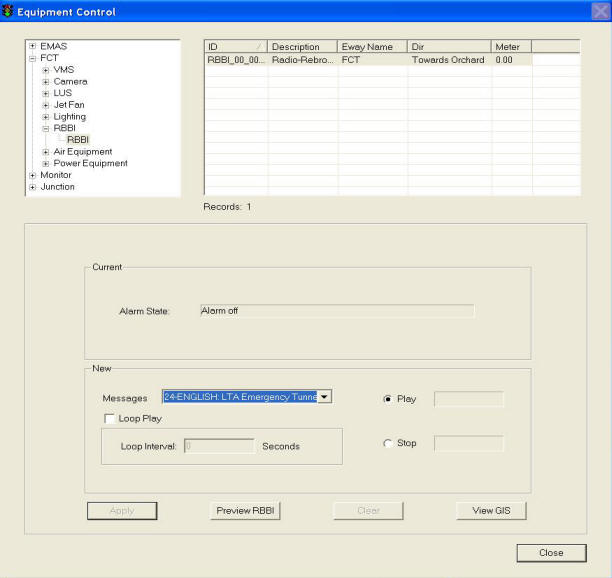 Equipment Control
EMAS
FCT
VMS
Camera
LUS
Jet Fan
Lighting
RBBI
RBBI
Air Equipment
Power Equipment
Monitor
Junction
ID Description Eway Name Dir Meter
RBBI_00_00... Radio-Rebro... FCT Towards Orchard 0.00
Records: 1
Current
Alarm State: Alarm off
New
Messages 24-ENGLISH: LTA Emergency Tunne Play
Loop Play
Loop Interval: 0 Seconds Stop
Apply Preview RBBI Clear View GIS
Close